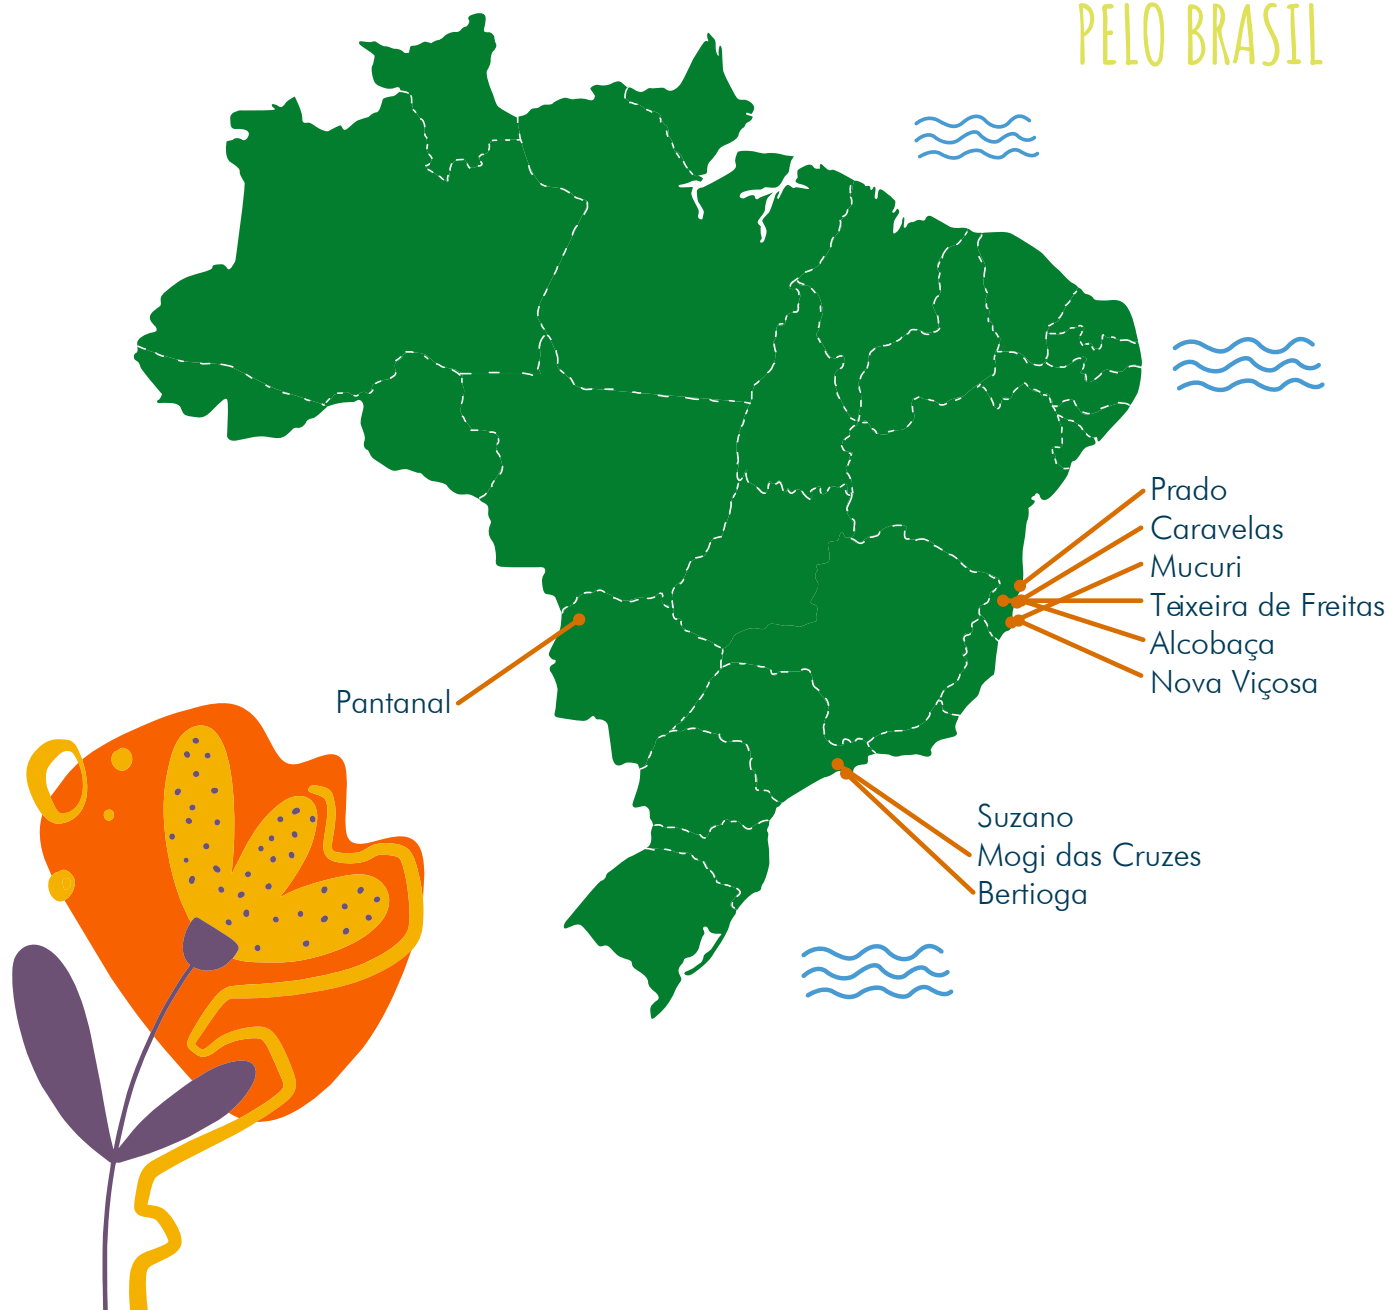 PELO BRASIL
Prado
Caravelas
Mucuri
Teixeira de Freitas
Alcobaça
Nova Viçosa
Pantanal
Suzano
Mogi das Cruzes
Bertioga